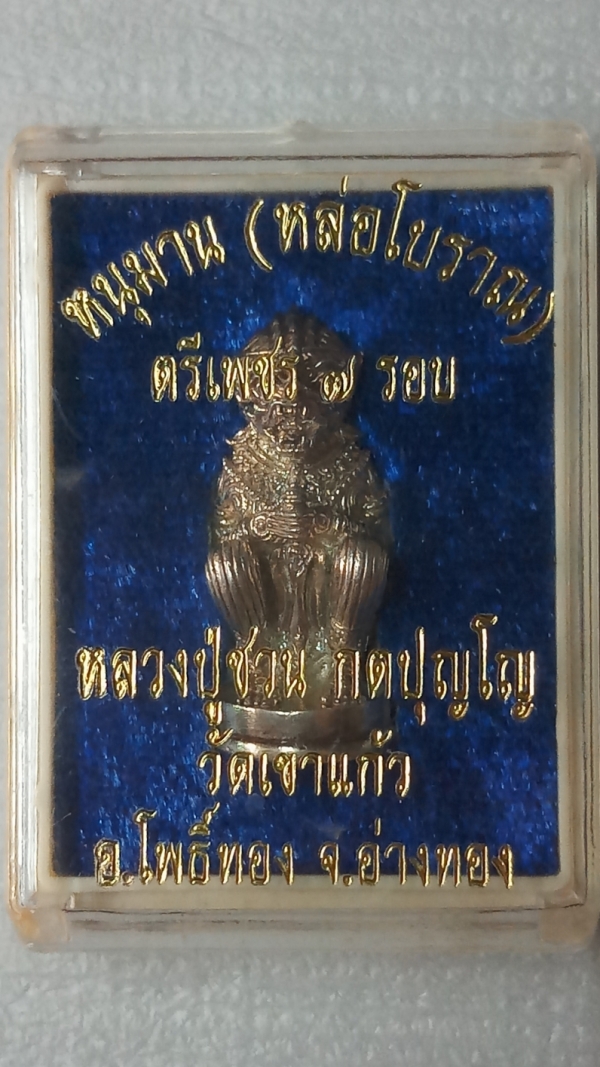 หนุมาน (หล่อโบราณ)
ตรีเพชร ๗ รอบ
หลวงปู่ชวน กตปุญโญ
วัดเขาแก้ว
อ.โพธิ์ทอง จ.อ่างทอง